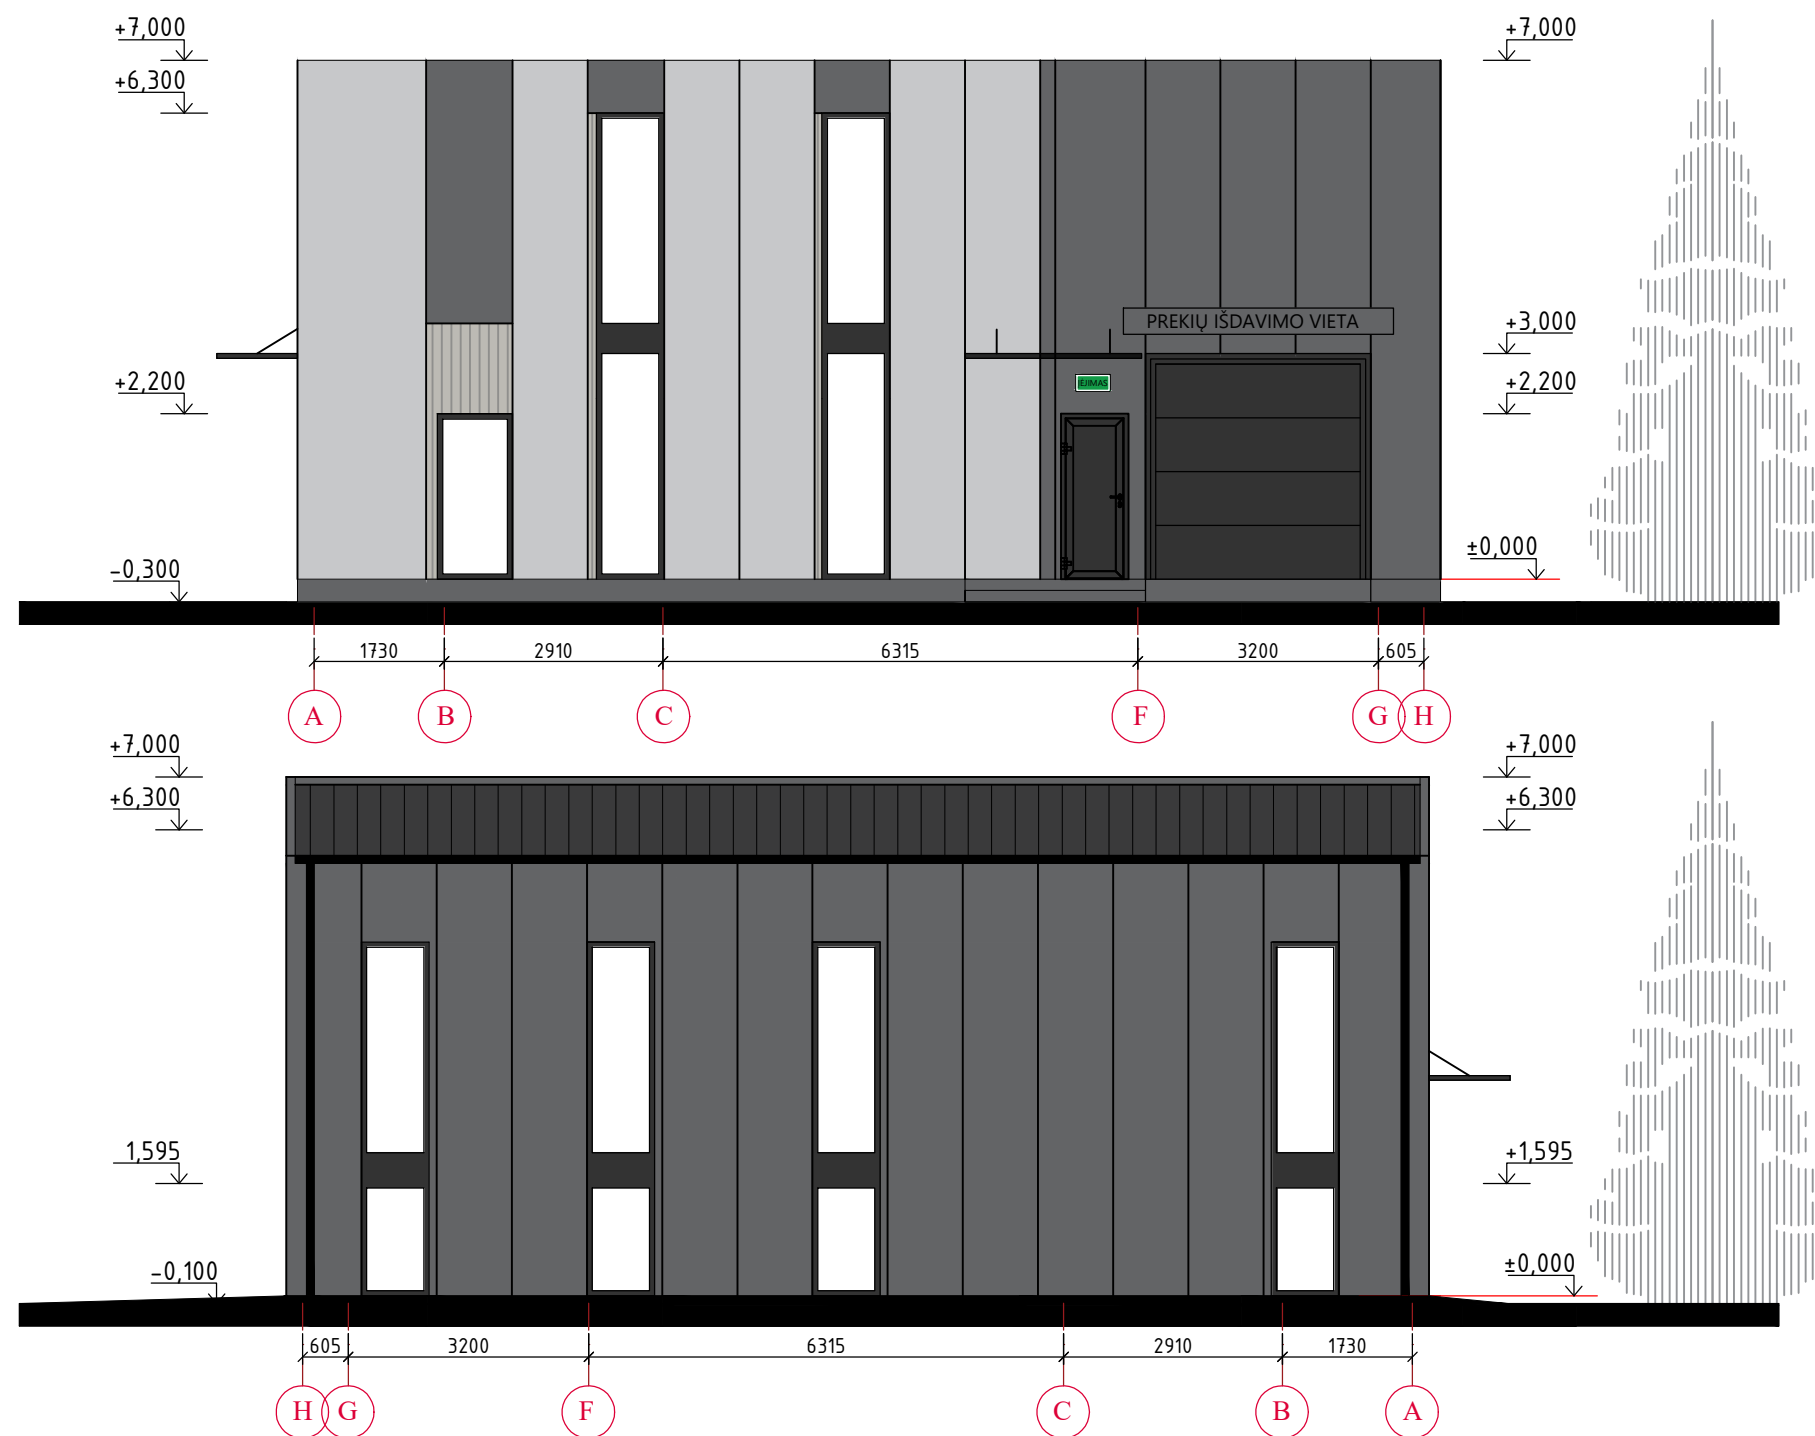 +7,000 +7,000
+6,300
PREKIŲ IŠDAVIMO VIETA
+3,000
ĮĖJIMAS
+2,200 +2,200
-0,300 ±0,000
1730 2910 6315 3200 605
A B C F G H
+7,000 +7,000
+6,300 +6,300
1,595 +1,595
-0,100 ±0,000
605 3200 6315 2910 1730
H G F C B A